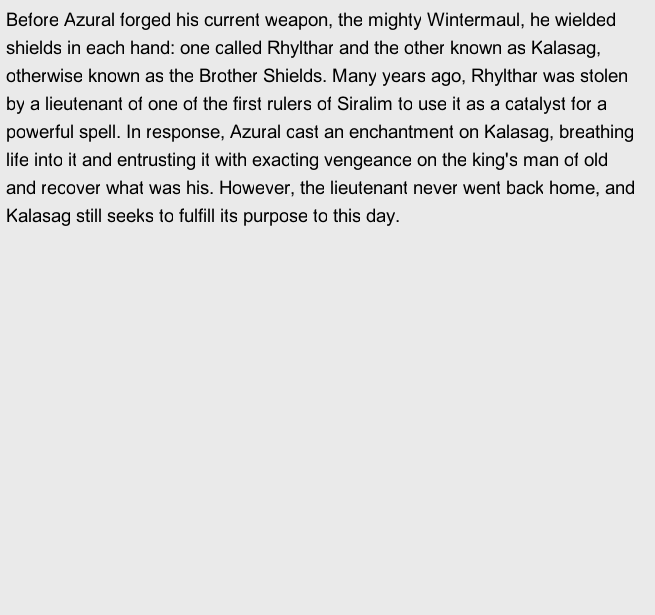 Before Azural forged his current weapon, the mighty Wintermaul, he wielded
shields in each hand: one called Rhylthar and the other known as Kalasag,
otherwise known as the Brother Shields. Many years ago, Rhylthar was stolen
by a lieutenant of one of the first rulers of Siralim to use it as a catalyst for a
powerful spell. In response, Azural cast an enchantment on Kalasag, breathing
life into it and entrusting it with exacting vengeance on the king's man of old
and recover what was his. However, the lieutenant never went back home, and
Kalasag still seeks to fulfill its purpose to this day.